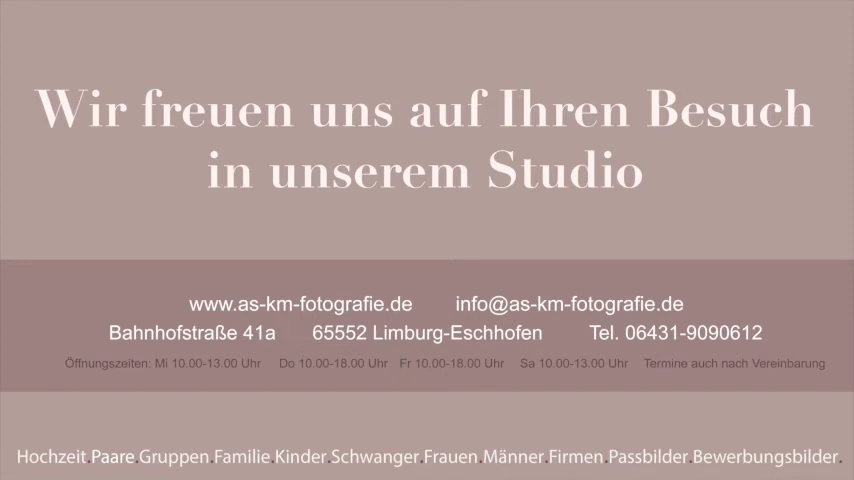 Wir freuen uns auf Ihren Besuch
in unserem Studio
www.as-km-fotografie.de info@as-km-fotografie.de
Bahnhofstraße 41a 65552 Limburg-Eschhofen Tel. 06431-9090612
Öffnungszeiten: Mi 10.00-13.00 Uhr Do 10.00-18.00 Uhr Fr 10.00-18.00 Uhr Sa 10.00-13.00 Uhr Termine auch nach Vereinbarung
Hochzeit.Paare.Gruppen.Familie.Kinder.Schwanger.Frauen.Männer.Firmen.Passbilder.Bewerbungsbilder.